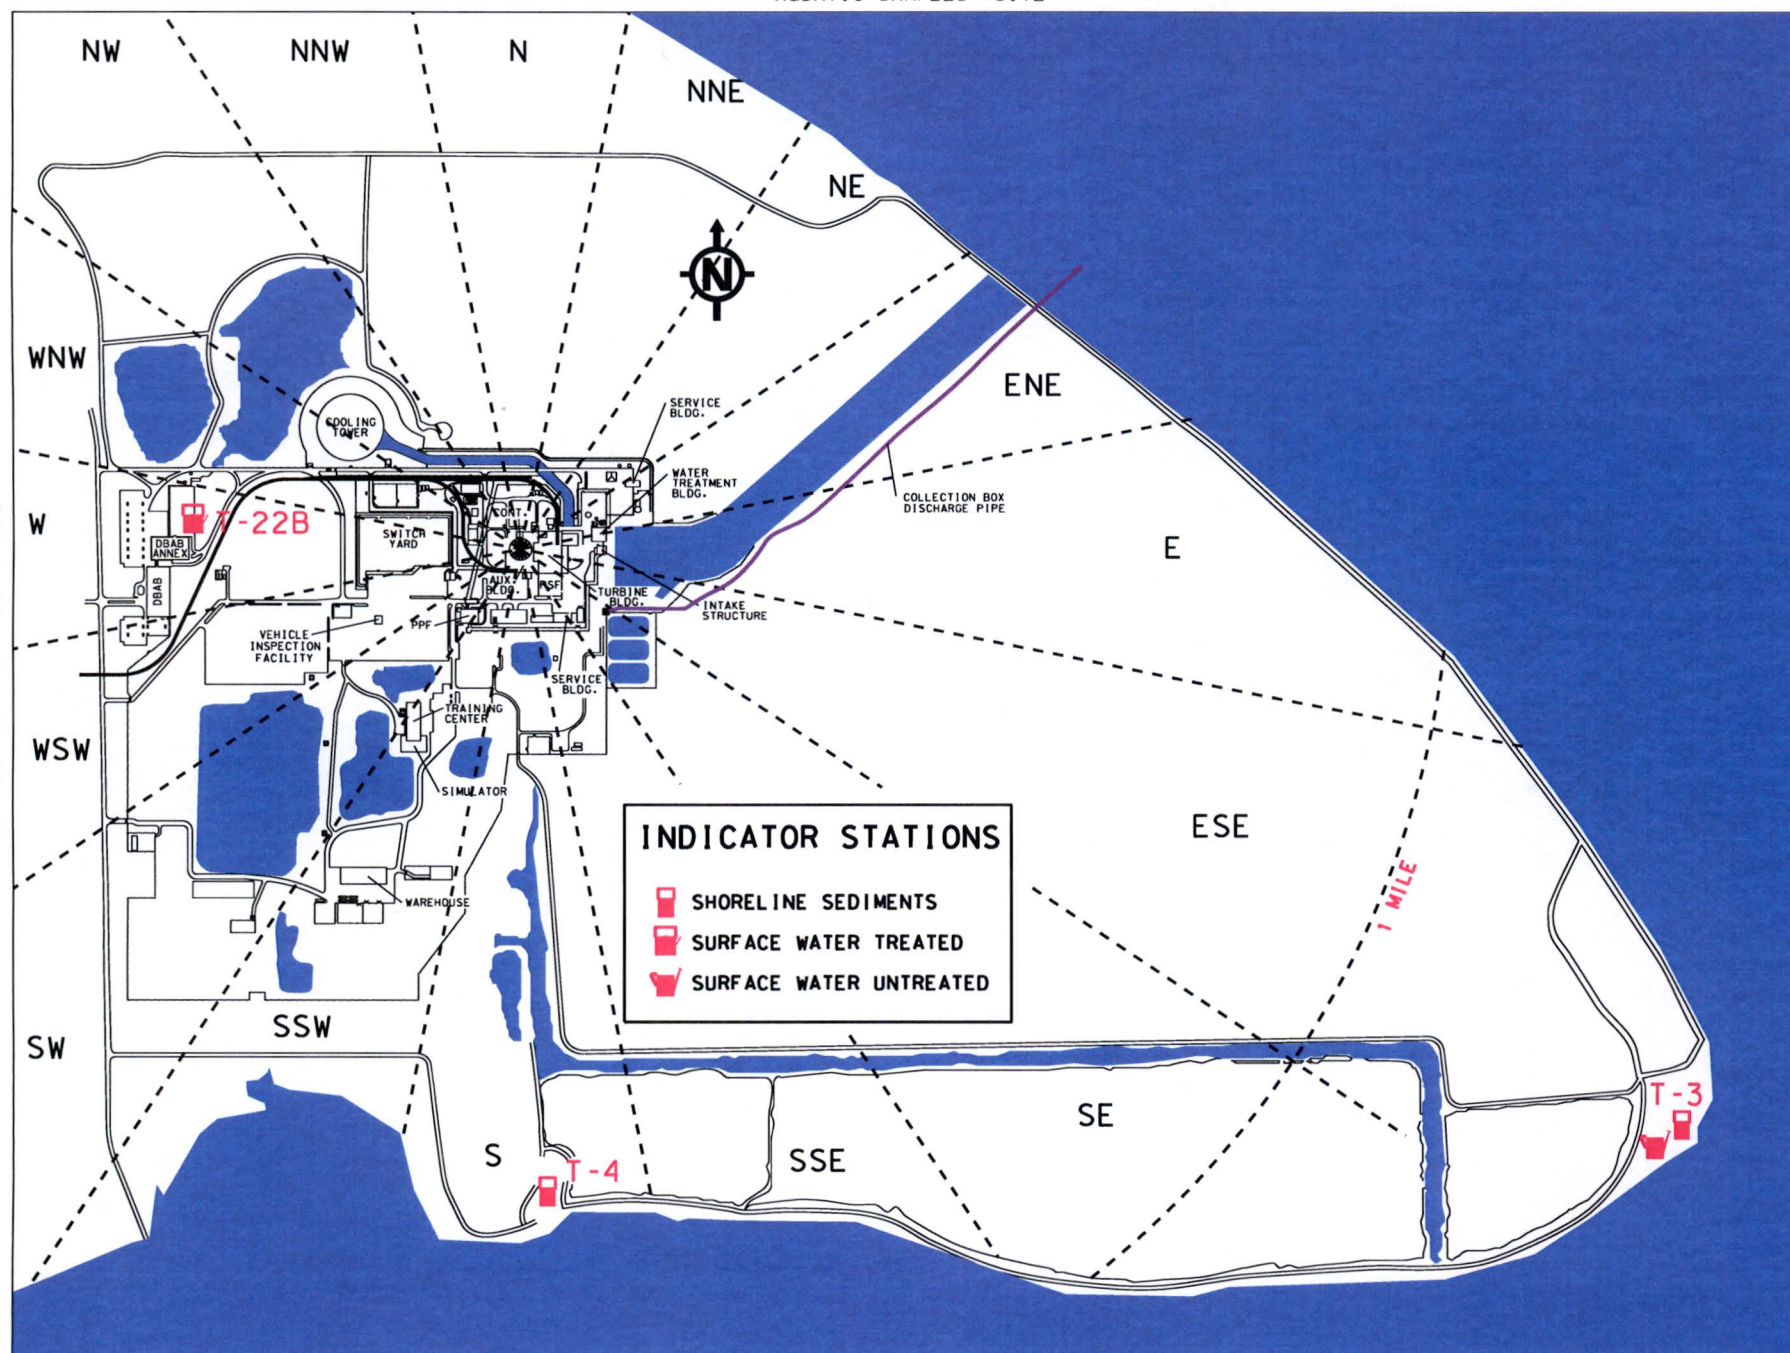 NW
NNW
N
NNE
NE
N
WNW
ENE
SERVICE
BLDG.
COOLING
TOWER
WATER
TREATMENT
BLDG.
COLLECTION BOX
DISCHARGE PIPE
W
T-22B
CONT.
SWITCH
YARD
E
DBAB
ANNEX
DBAB
AUX.
BLDG.
TURBINE
BLDG.
INTAKE
STRUCTURE
PPF
VEHICLE
INSPECTION
FACILITY
SERVICE
BLDG.
TRAINING
CENTER
WSW
SIMULATOR
ESE
INDICATOR STATIONS
SHORELINE SEDIMENTS
SURFACE WATER TREATED
SURFACE WATER UNTREATED
1 MILE
WAREHOUSE
SSW
SW
T-3
SE
S
SSE
T-4